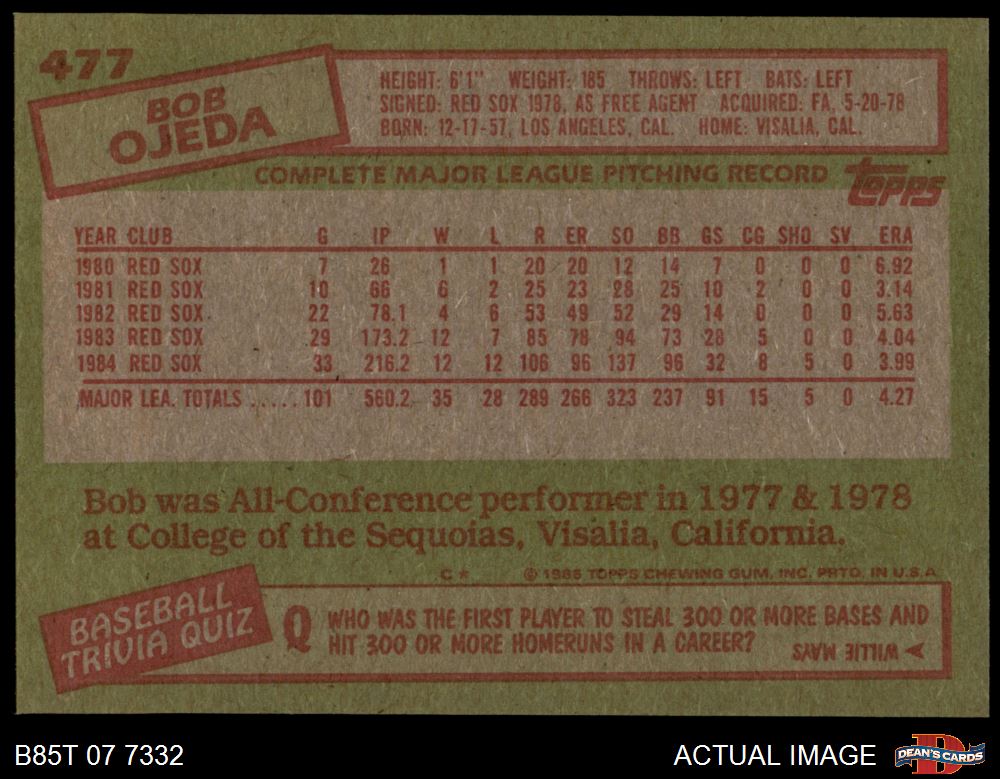 477
BOB
OJEDA
HEIGHT: 6'1" WEIGHT: 185 THROWS: LEFT BATS: LEFT
SIGNED: RED SOX 1978, AS FREE AGENT ACQUIRED: FA, 5-20-78
BORN: 12-17-57, LOS ANGELES, CAL. HOME: VISALIA, CAL.
COMPLETE MAJOR LEAGUE PITCHING RECORD topps
YEAR CLUB G IP W L R ER SO BB GS CG SHO SV ERA
1980 RED SOX 7 26 1 1 20 20 12 14 7 0 0 0 6.92
1981 RED SOX 10 66 6 2 25 23 28 25 10 2 0 0 3.14
1982 RED SOX. 22 78.1 4 6 53 49 52 29 14 0 0 0 5.63
1983 RED SOX 29 173.2 12 7 85 78 94 73 28 5 0 0 4.04
1984 RED SOX 33 216.2 12 12 106 96 137 96 32 8 5 0 3.99
MAJOR LEA. TOTALS ..... 101 560.2 35 28 289 266 323 237 91 15 5 0 4.27
Bob was All-Conference performer in 1977 & 1978
at College of the Sequoias, Visalia, California.
C* © 1985 TOPPS CHEWING GUM, INC. PRTD. IN U.S.A.
BASEBALL
TRIVIA QUIZ
Q WHO WAS THE FIRST PLAYER TO STEAL 300 OR MORE BASES AND
HIT 300 OR MORE HOMERUNS IN A CAREER?
WILLIE MAYS
B85T 07 7332 ACTUAL IMAGE DEAN'S CARDS